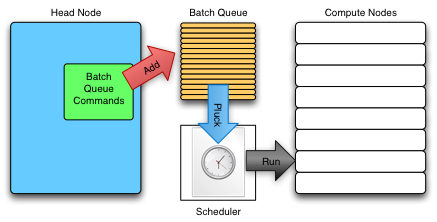 Head Node
Batch Queue
Compute Nodes
Batch
Queue
Commands
Add
Pluck
Run
Scheduler